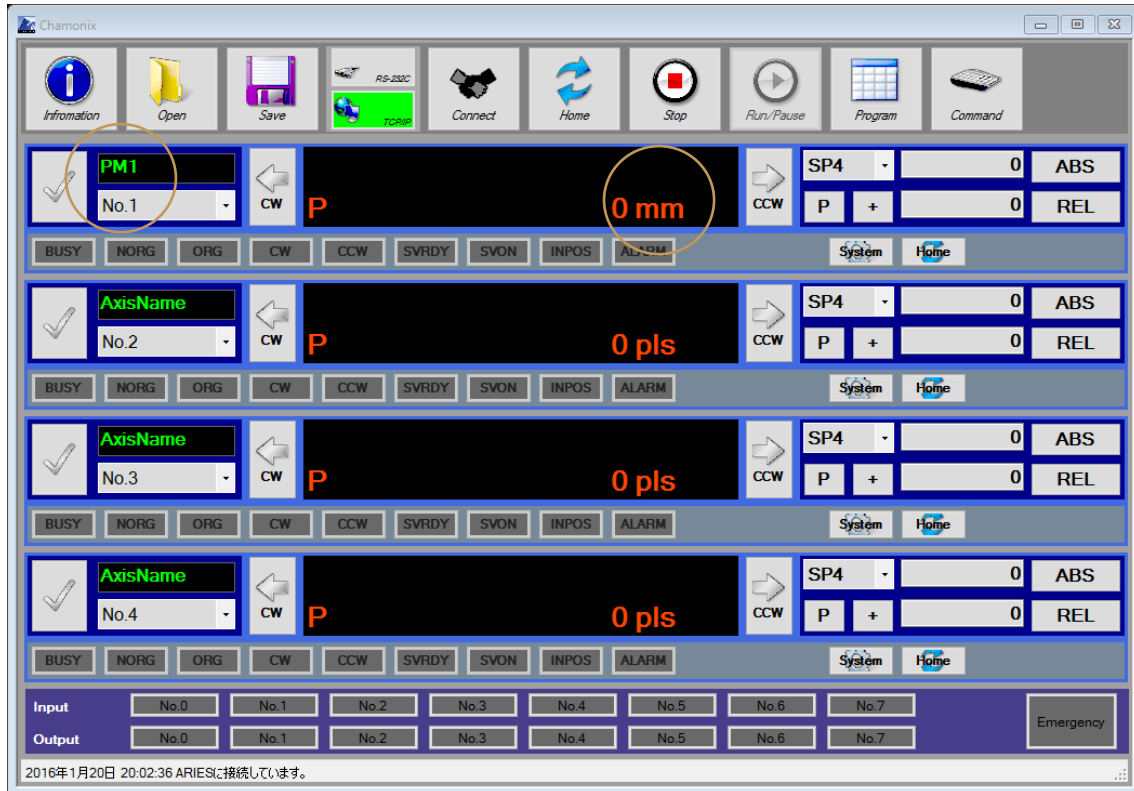 Chamonix
Infromation Open Save RS-232C TCP/IP Connect Home Stop Run/Pause Program Command
PM1
No.1 CW P 0 mm CCW SP4 0 ABS
P + 0 REL
BUSY NORG ORG CW CCW SVRDY SVON INPOS ALARM System Home
AxisName
No.2 CW P 0 pls CCW SP4 0 ABS
P + 0 REL
BUSY NORG ORG CW CCW SVRDY SVON INPOS ALARM System Home
AxisName
No.3 CW P 0 pls CCW SP4 0 ABS
P + 0 REL
BUSY NORG ORG CW CCW SVRDY SVON INPOS ALARM System Home
AxisName
No.4 CW P 0 pls CCW SP4 0 ABS
P + 0 REL
BUSY NORG ORG CW CCW SVRDY SVON INPOS ALARM System Home
Input No.0 No.1 No.2 No.3 No.4 No.5 No.6 No.7
Output No.0 No.1 No.2 No.3 No.4 No.5 No.6 No.7
Emergency
2016年1月20日 20:02:36 ARIESに接続しています。